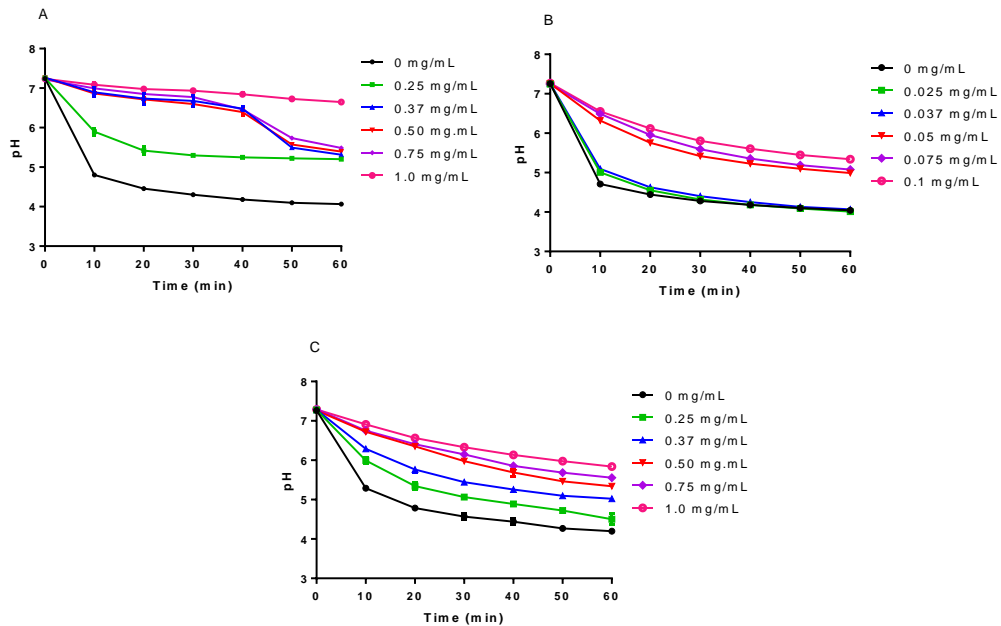 A
8
7
6
5
4
3
pH
0 10 20 30 40 50 60
Time (min)
0 mg/mL
0.25 mg/mL
0.37 mg/mL
0.50 mg.mL
0.75 mg/mL
1.0 mg/mL
B
8
7
6
5
4
3
pH
0 10 20 30 40 50 60
Time (min)
0 mg/mL
0.025 mg/mL
0.037 mg/mL
0.05 mg/mL
0.075 mg/mL
0.1 mg/mL
C
8
7
6
5
4
3
pH
0 10 20 30 40 50 60
Time (min)
0 mg/mL
0.25 mg/mL
0.37 mg/mL
0.50 mg.mL
0.75 mg/mL
1.0 mg/mL